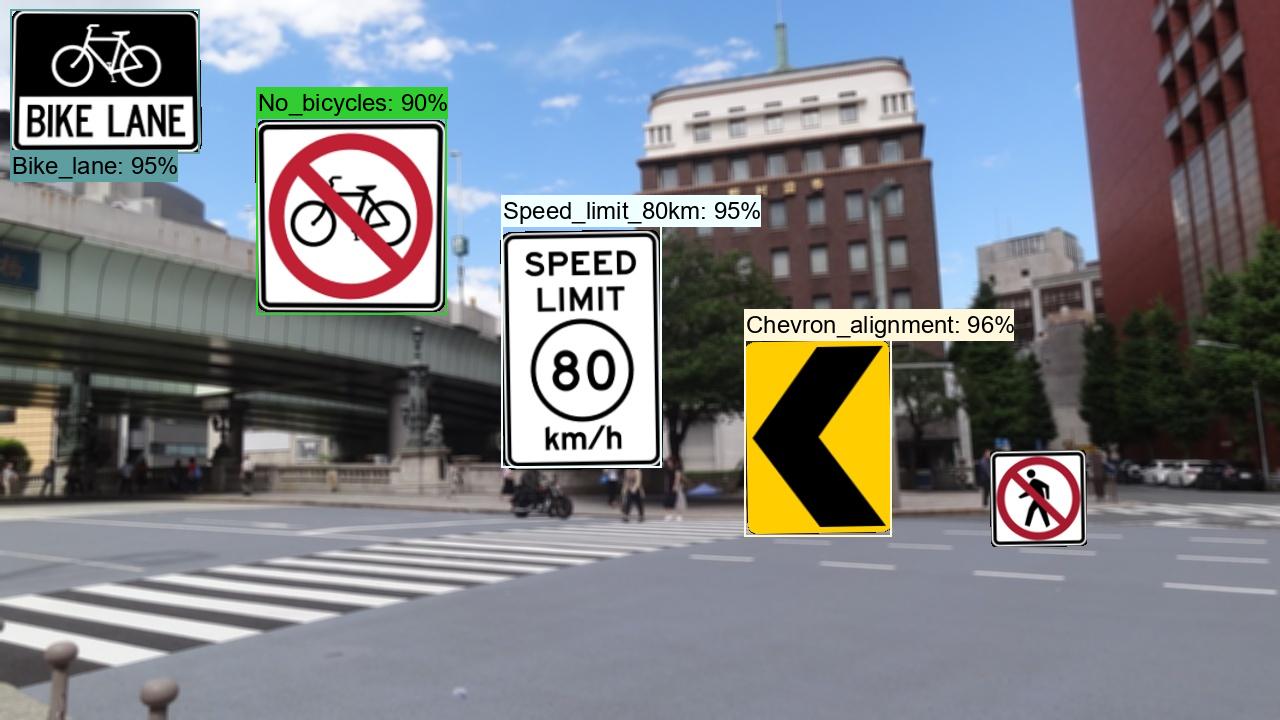 BIKE LANE
Bike_lane: 95%
No_bicycles: 90%
Speed_limit_80km: 95%
SPEED
LIMIT
80
km/h
Chevron_alignment: 96%